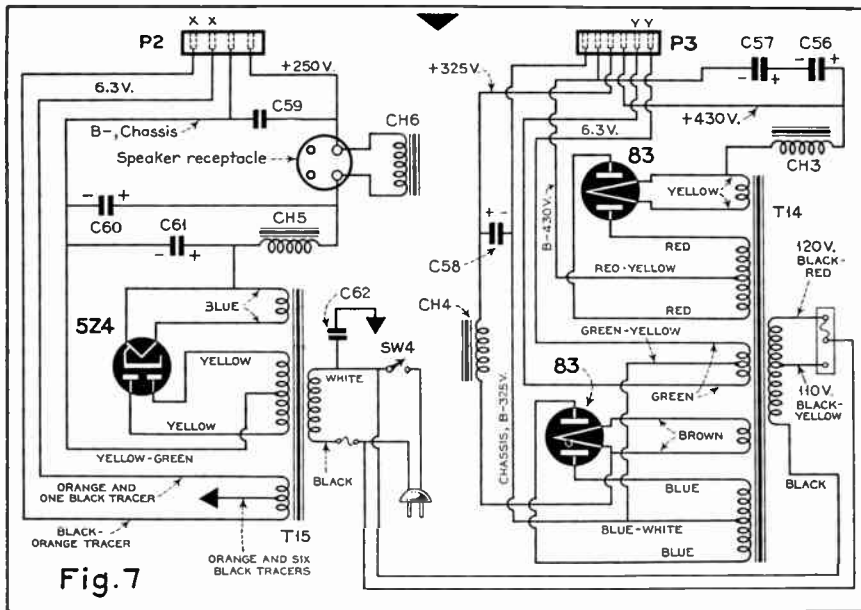 X X
P2
+250 V.
6.3 V.
C59
B-, Chassis
CH6
Speaker receptacle
- +
C60
C61
- +
CH5
BLUE
5Z4
YELLOW
YELLOW
YELLOW-GREEN
ORANGE AND
ONE BLACK TRACER
BLACK-
ORANGE TRACER
T15
ORANGE AND SIX
BLACK TRACERS
Fig.7
C62
SW4
WHITE
BLACK
Y Y
P3
C57
C56
- +
- +
+325V.
+430V.
6.3V.
CH3
83
YELLOW
T14
B-430V.
RED
RED-YELLOW
RED
+ -
C58
CH4
GREEN-YELLOW
83
GREEN
CHASSIS, B-325V.
BROWN
BLUE
BLUE-WHITE
BLUE
120V.
BLACK-
RED
110V.
BLACK-
YELLOW
BLACK